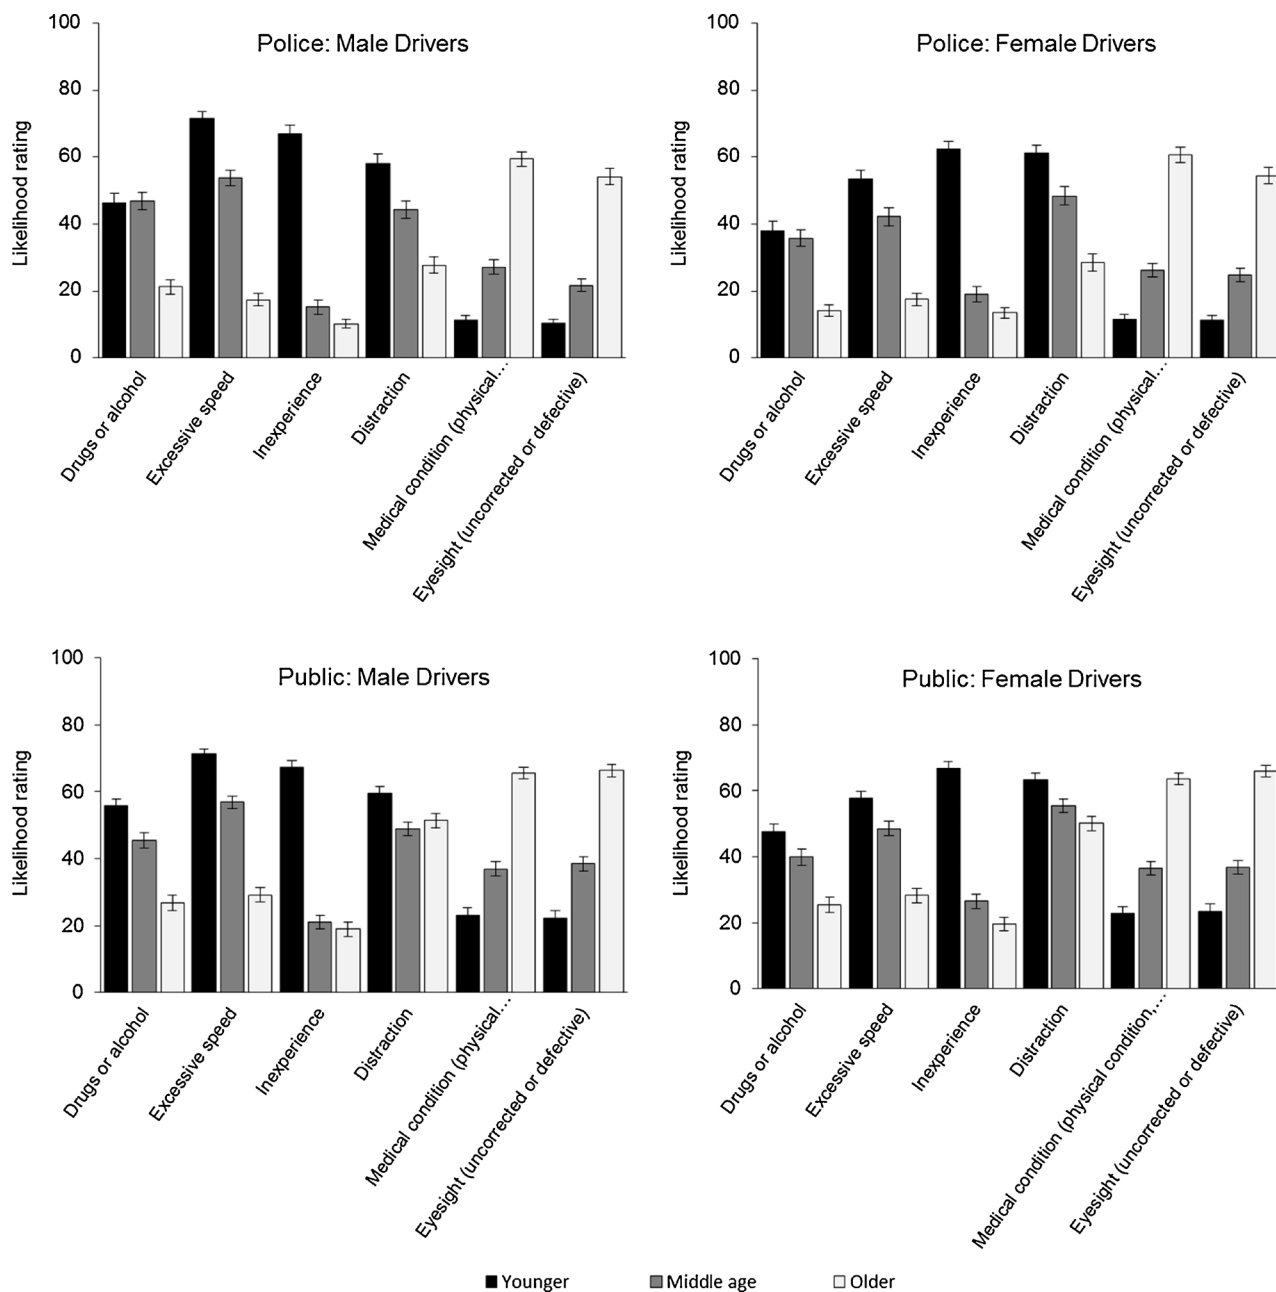 Police: Male Drivers
Likelihood rating
100
80
60
40
20
0
Drugs or alcohol
Excessive speed
Inexperience
Distraction
Medical condition (physical...
Eyesight (uncorrected or defective)
Police: Female Drivers
Likelihood rating
100
80
60
40
20
0
Drugs or alcohol
Excessive speed
Inexperience
Distraction
Medical condition (physical...
Eyesight (uncorrected or defective)
Public: Male Drivers
Likelihood rating
100
80
60
40
20
0
Drugs or alcohol
Excessive speed
Inexperience
Distraction
Medical condition (physical...
Eyesight (uncorrected or defective)
Public: Female Drivers
Likelihood rating
100
80
60
40
20
0
Drugs or alcohol
Excessive speed
Inexperience
Distraction
Medical condition (physical condition,...
Eyesight (uncorrected or defective)
Younger
Middle age
Older